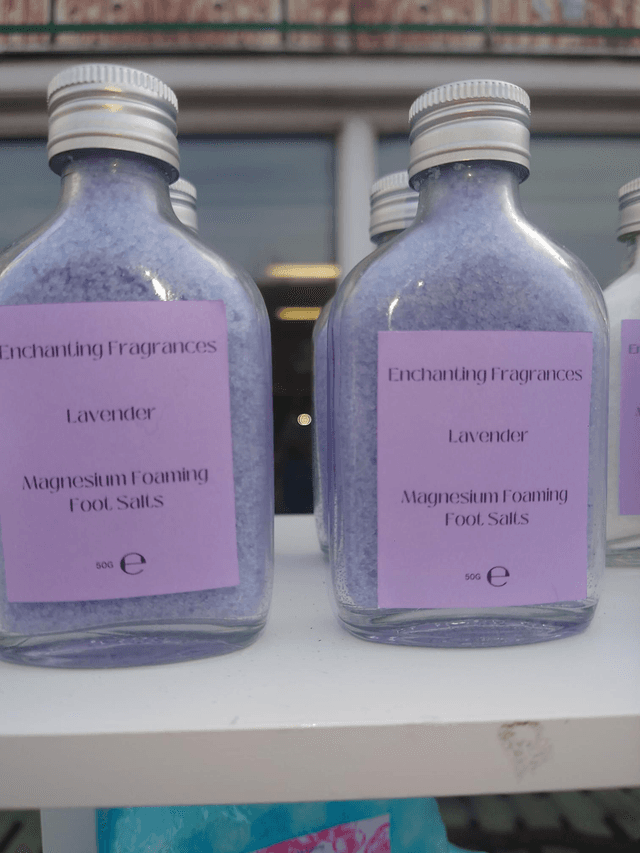 Enchanting Fragrances
Lavender
Magnesium Foaming
Foot Salts
50G ℮
Enchanting Fragrances
Lavender
Magnesium Foaming
Foot Salts
50G ℮